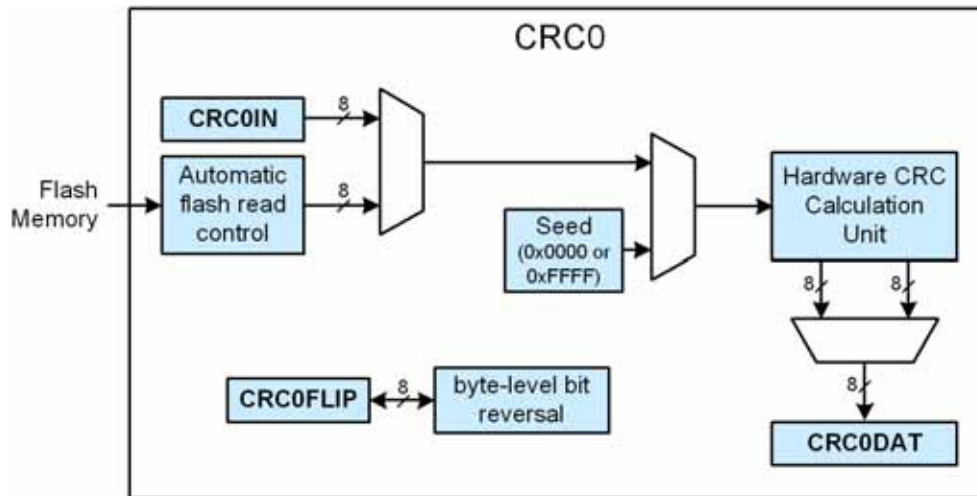 CRC0
CRC0IN
8
Automatic
flash read
control
8
Flash
Memory
Seed
(0x0000 or
0xFFFF)
Hardware CRC
Calculation
Unit
8
8
8
CRC0DAT
CRC0FLIP
8
byte-level bit
reversal